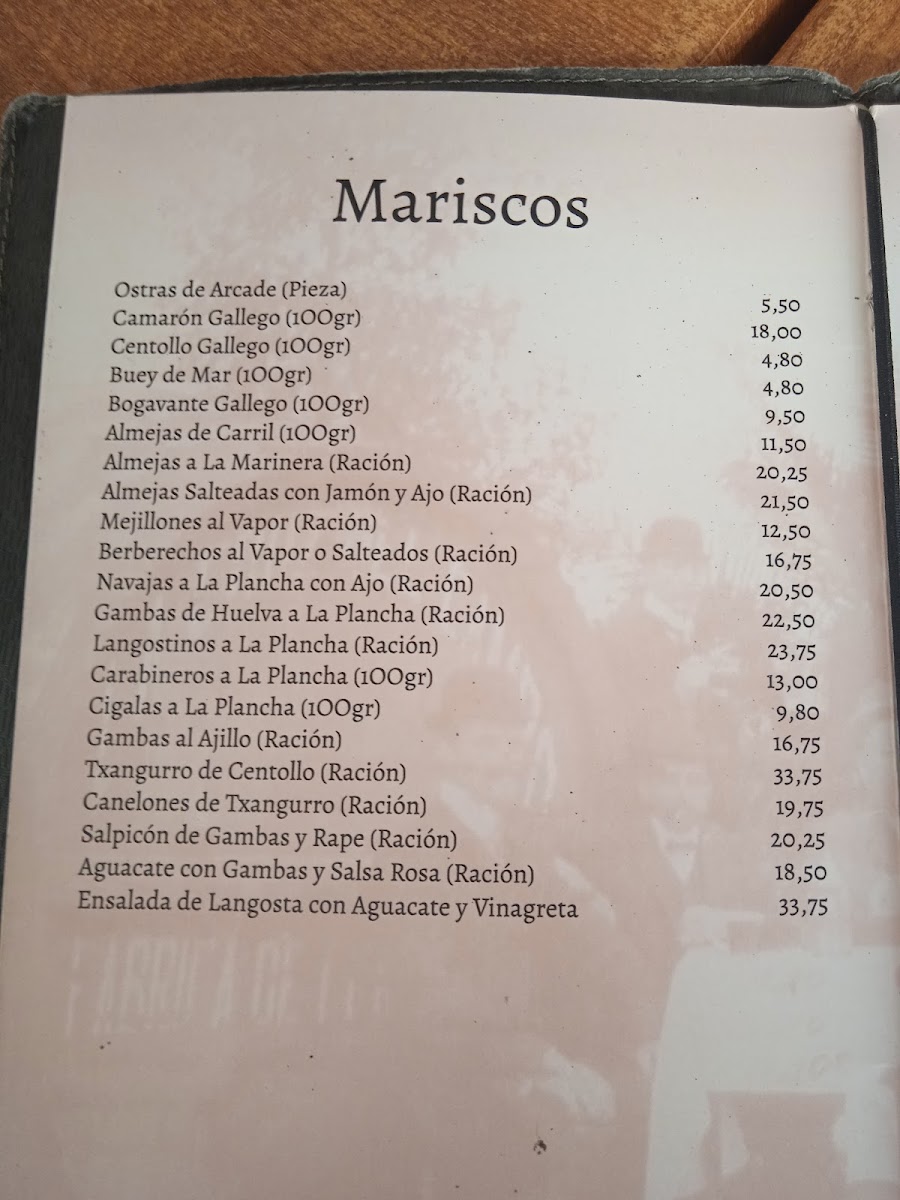 Mariscos
Ostras de Arcade (Pieza) 5,50
Camarón Gallego (100gr) 18,00
Centollo Gallego (100gr) 4,80
Buey de Mar (100gr) 4,80
Bogavante Gallego (100gr) 9,50
Almejas de Carril (100gr) 11,50
Almejas a La Marinera (Ración) 20,25
Almejas Salteadas con Jamón y Ajo (Ración) 21,50
Mejillones al Vapor (Ración) 12,50
Berberechos al Vapor o Salteados (Ración) 16,75
Navajas a La Plancha con Ajo (Ración) 20,50
Gambas de Huelva a La Plancha (Ración) 22,50
Langostinos a La Plancha (Ración) 23,75
Carabineros a La Plancha (100gr) 13,00
Cigalas a La Plancha (100gr) 9,80
Gambas al Ajillo (Ración) 16,75
Txangurro de Centollo (Ración) 33,75
Canelones de Txangurro (Ración) 19,75
Salpicón de Gambas y Rape (Ración) 20,25
Aguacate con Gambas y Salsa Rosa (Ración) 18,50
Ensalada de Langosta con Aguacate y Vinagreta 33,75